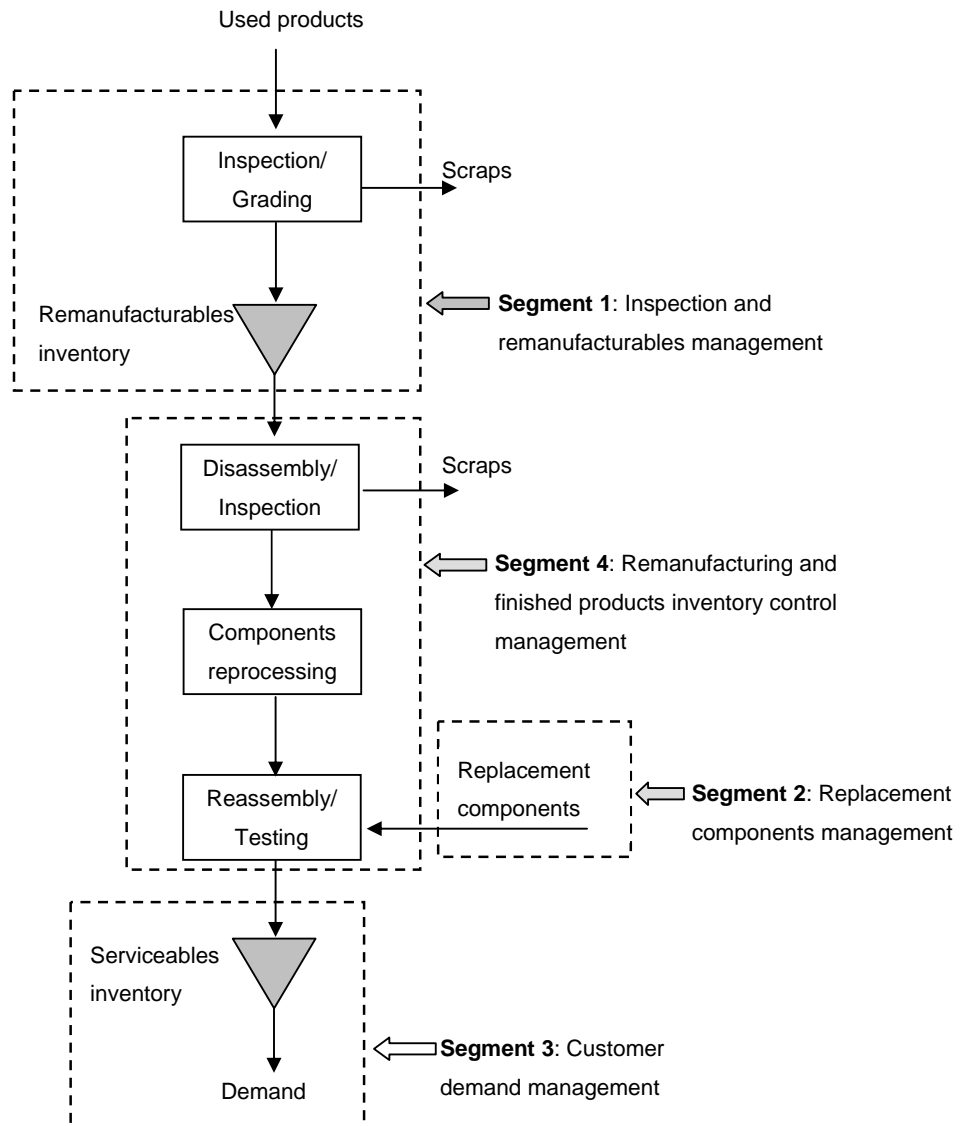 Used products
Inspection/
Grading
Scraps
Remanufacturables
inventory
Segment 1: Inspection and
remanufacturables management
Disassembly/
Inspection
Scraps
Segment 4: Remanufacturing and
finished products inventory control
management
Components
reprocessing
Replacement
components
Reassembly/
Testing
Segment 2: Replacement
components management
Serviceables
inventory
Segment 3: Customer
demand management
Demand